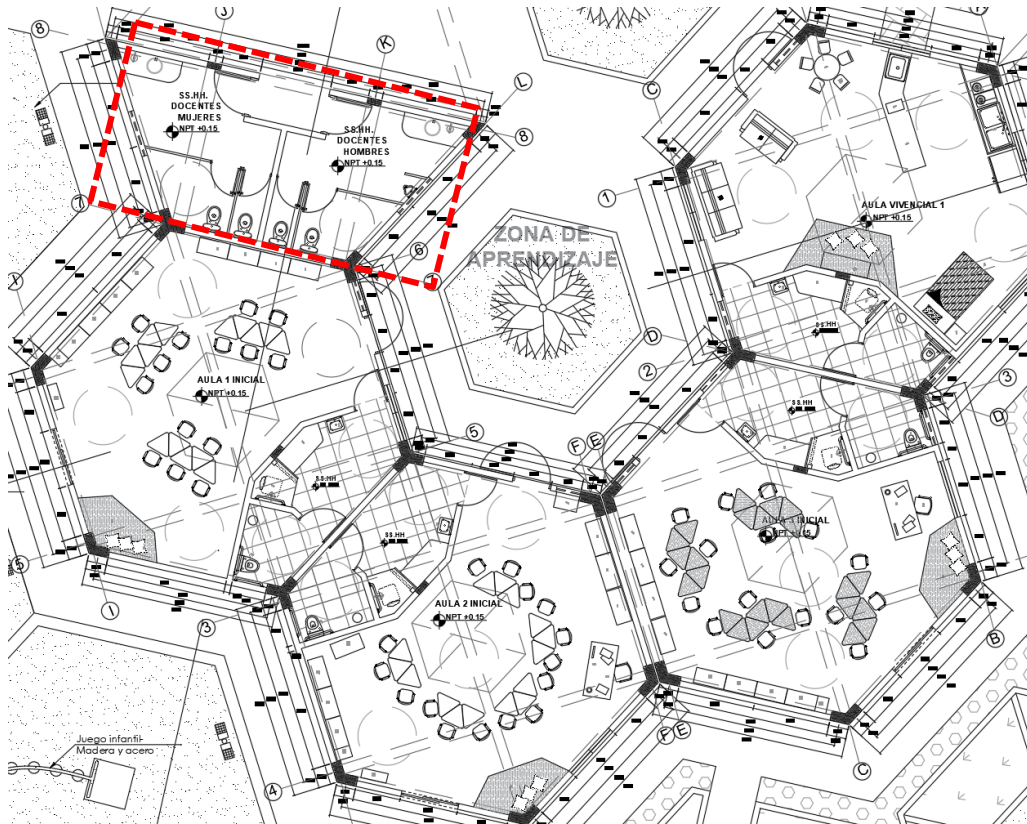 8
J
K
L
8
SS.HH.
DOCENTES
MUJERES
NPT +0.15
SS.HH.
DOCENTES
HOMBRES
NPT +0.15
7
6
C
1
AULA VIVENCIAL 1
NPT +0.15
ZONA DE
APRENDIZAJE
SS.HH
D
2
3
D
AULA 1 INICIAL
NPT +0.15
SS.HH
5
F
E
SS.HH
AULA 3 INICIAL
NPT +0.15
SS.HH
5
I
3
AULA 2 INICIAL
NPT +0.15
B
F
E
C
Juego infantil-
Madera y acero
4